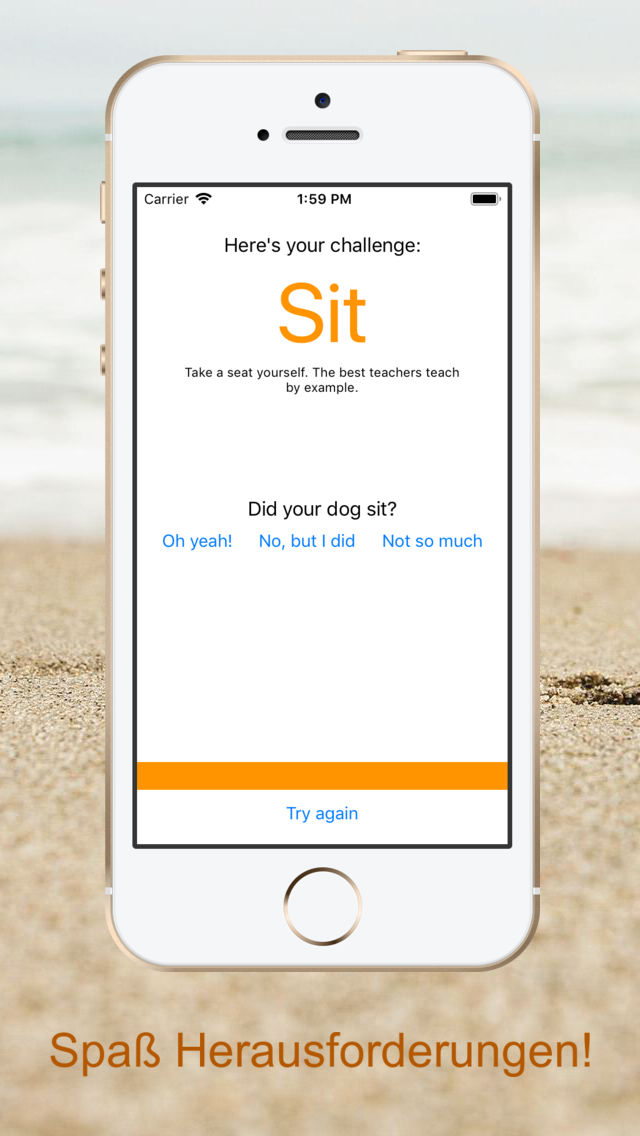 Carrier 1:59 PM
Here's your challenge:
Sit
Take a seat yourself. The best teachers teach
by example.
Did your dog sit?
Oh yeah! No, but I did Not so much
Try again
Spaß Herausforderungen!